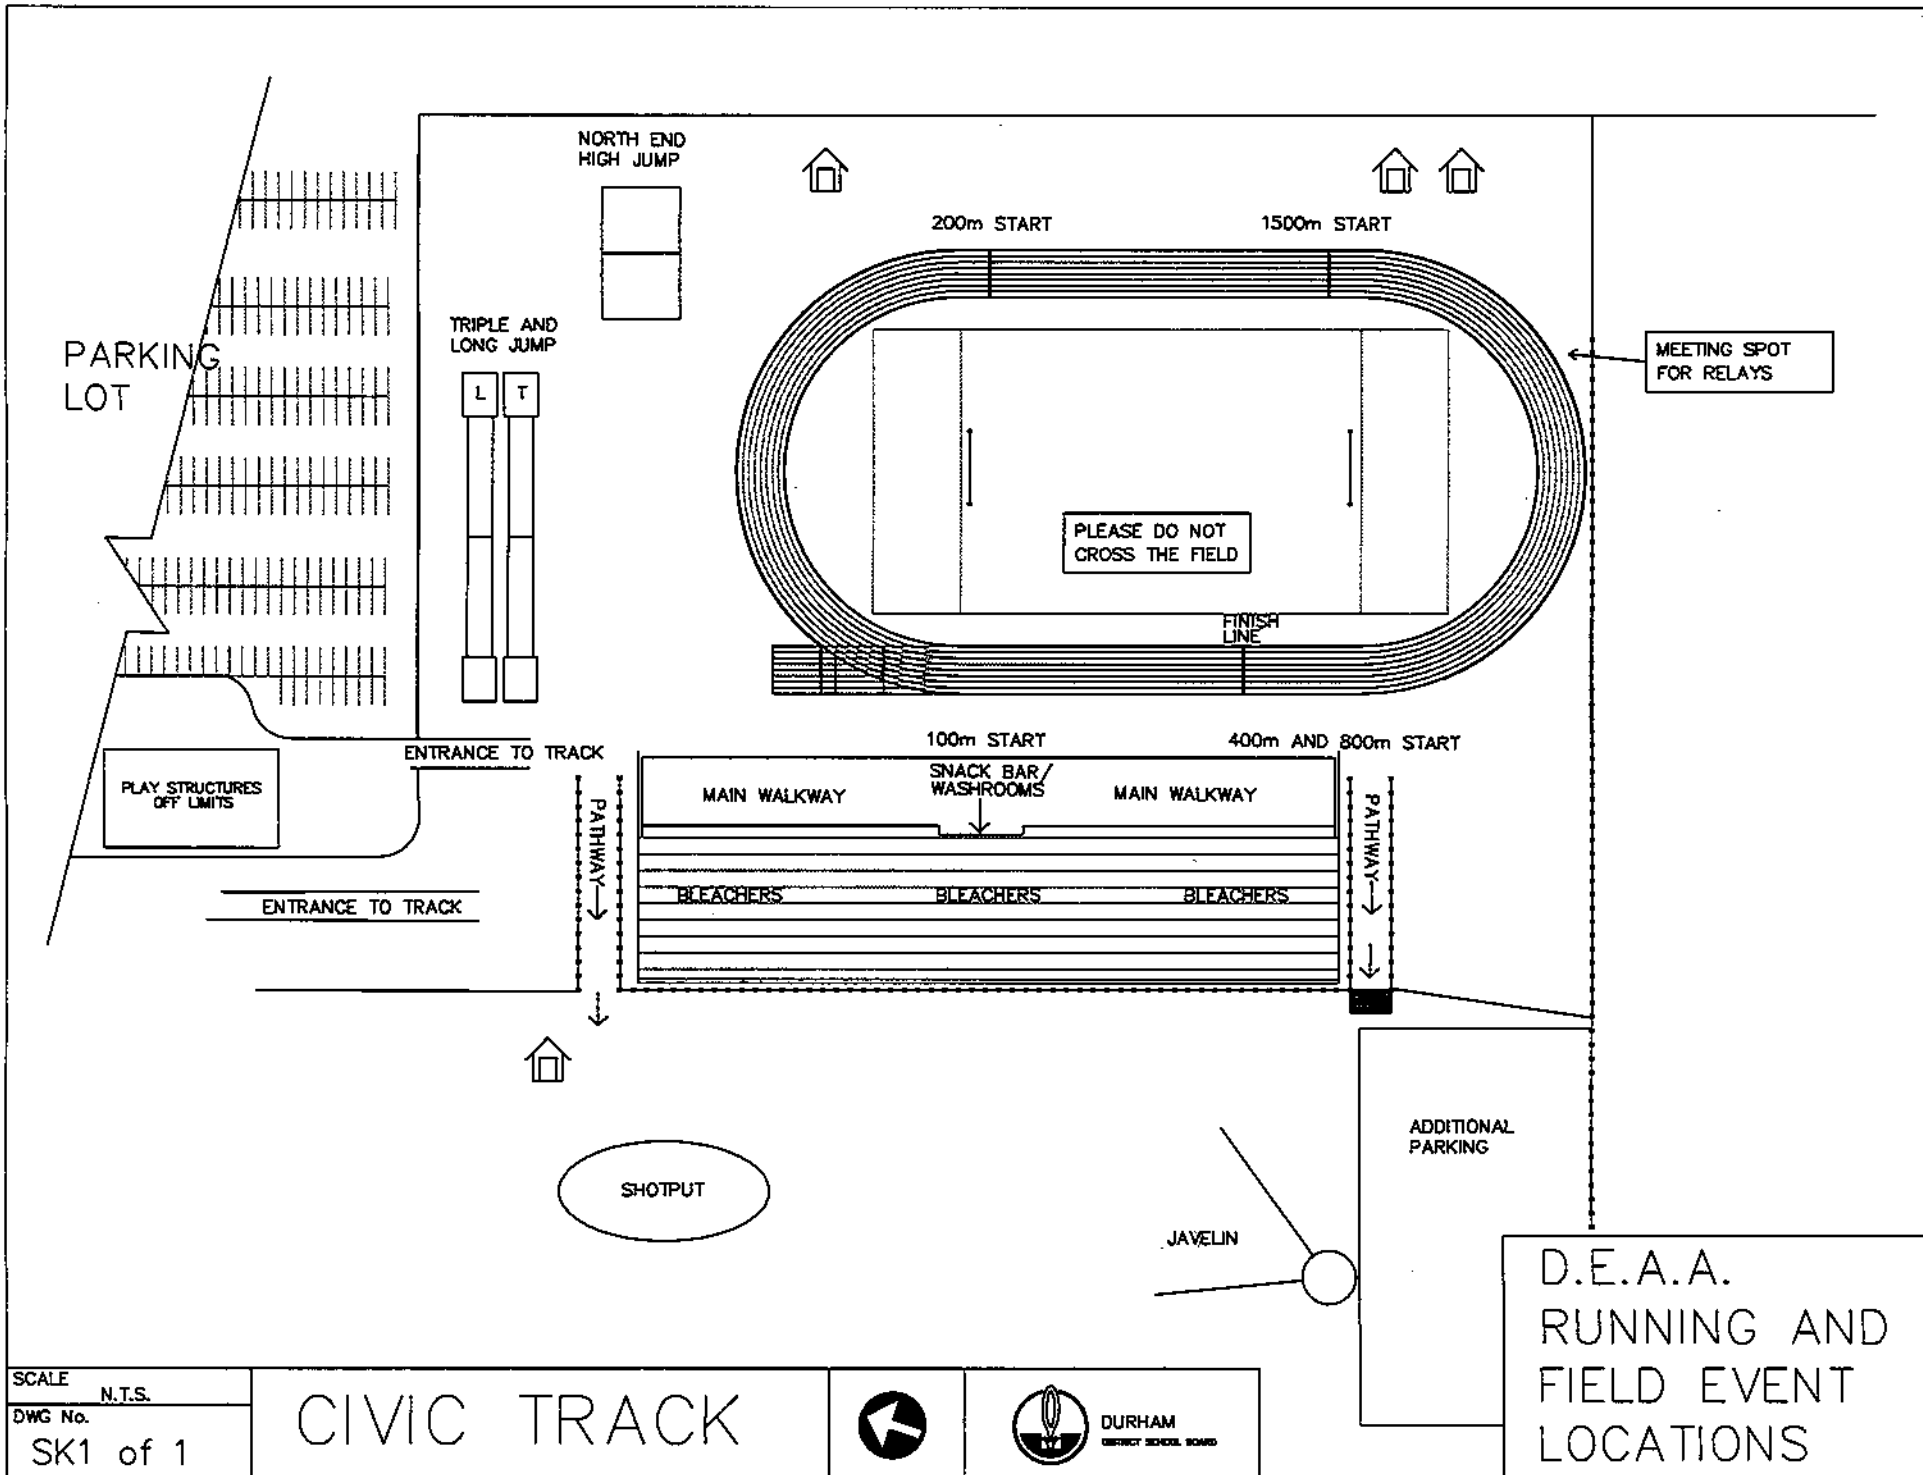 NORTH END
HIGH JUMP
200m START
1500m START
TRIPLE AND
LONG JUMP
PARKING
LOT
L
T
MEETING SPOT
FOR RELAYS
PLEASE DO NOT
CROSS THE FIELD
FINISH
LINE
ENTRANCE TO TRACK
100m START
400m AND 800m START
PLAY STRUCTURES
OFF LIMITS
PATHWAY
MAIN WALKWAY
SNACK BAR/
WASHROOMS
MAIN WALKWAY
PATHWAY
BLEACHERS
BLEACHERS
BLEACHERS
ENTRANCE TO TRACK
ADDITIONAL
PARKING
SHOTPUT
JAVELIN
D.E.A.A.
RUNNING AND
FIELD EVENT
LOCATIONS
SCALE
N.T.S.
DWG No.
SK1 of 1
CIVIC TRACK
DURHAM
DISTRICT SCHOOL BOARD